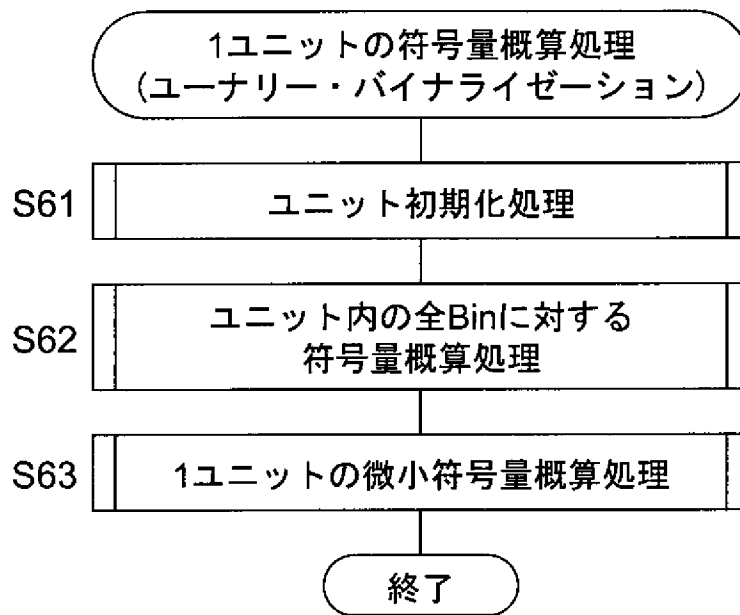 1ユニットの符号量概算処理
(ユーナリー・バイナライゼーション)
S61
ユニット初期化処理
S62
ユニット内の全Binに対する
符号量概算処理
S63
1ユニットの微小符号量概算処理
終了